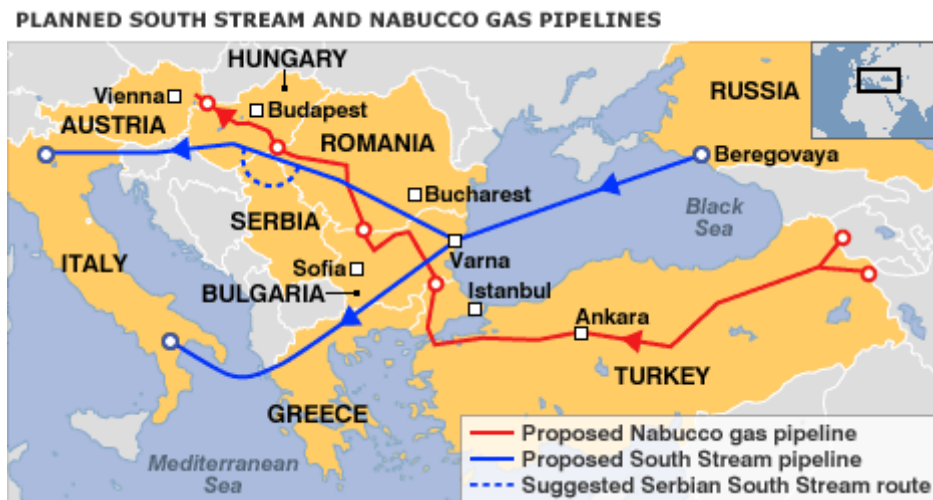 PLANNED SOUTH STREAM AND NABUCCO GAS PIPELINES
HUNGARY
Vienna
Budapest
AUSTRIA
ROMANIA
RUSSIA
Beregovaya
Bucharest
Black
Sea
SERBIA
ITALY
Sofia
Varna
BULGARIA
Istanbul
Ankara
TURKEY
GREECE
Mediterranean
Sea
Proposed Nabucco gas pipeline
Proposed South Stream pipeline
Suggested Serbian South Stream route